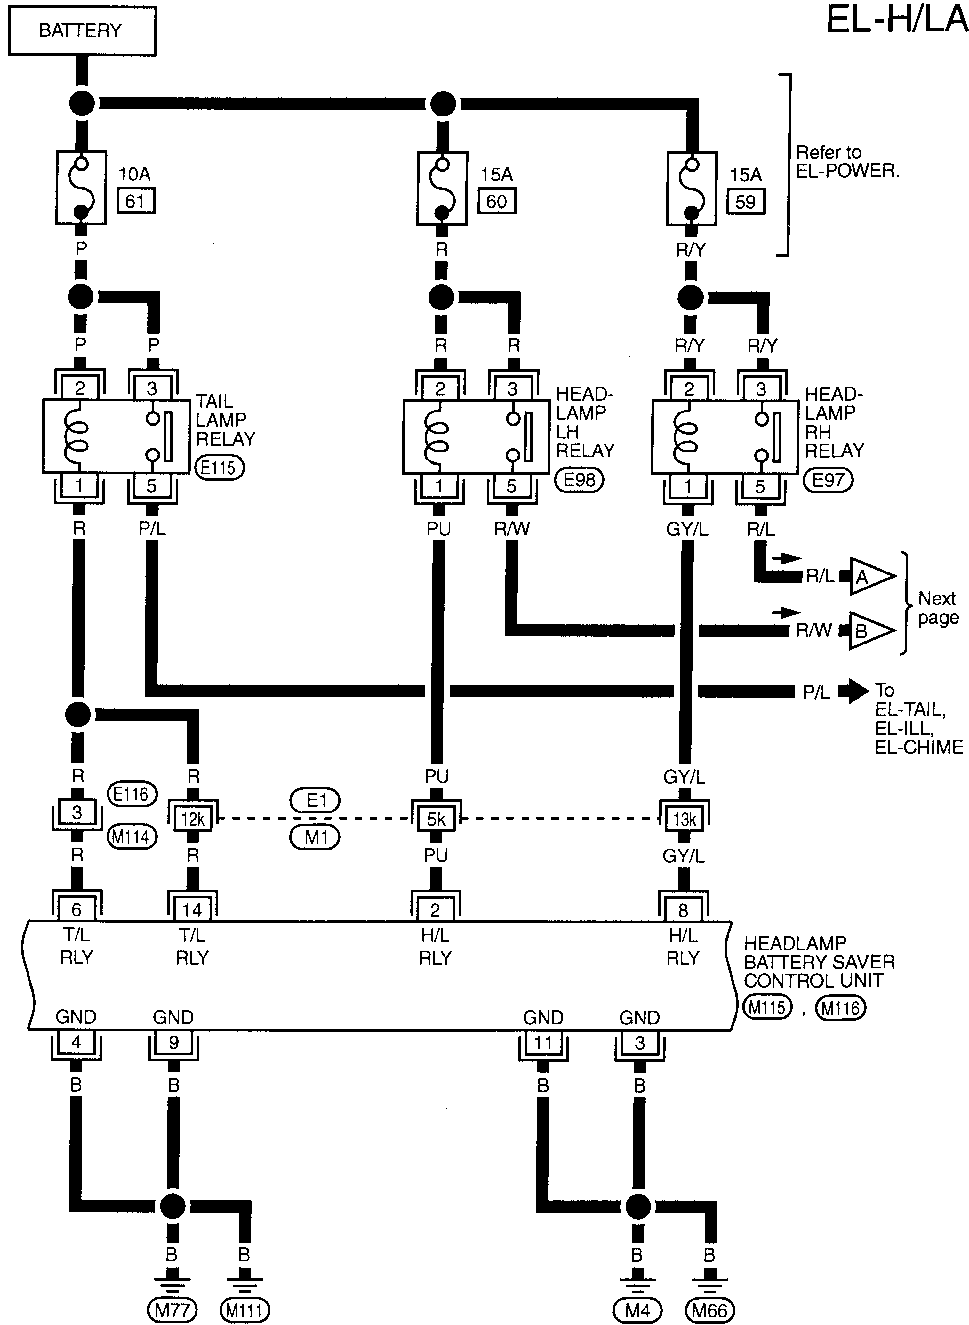 EL-H/LA
BATTERY
10A
61
15A
60
15A
59
Refer to
EL-POWER.
P
R
R/Y
P
P
R
R
R/Y
R/Y
2
3
2
3
2
3
TAIL
LAMP
RELAY
E115
HEAD-
LAMP
LH
RELAY
E98
HEAD-
LAMP
RH
RELAY
E97
1
5
1
5
1
5
R
P/L
PU
R/W
GY/L
R/L
R/L
A
R/W
B
Next
page
P/L
To
EL-TAIL,
EL-ILL,
EL-CHIME
R
R
PU
GY/L
3
E116
M114
12k
E1
M1
5k
13k
R
R
PU
GY/L
6
14
2
8
T/L
RLY
T/L
RLY
H/L
RLY
H/L
RLY
HEADLAMP
BATTERY SAVER
CONTROL UNIT
M115 , M116
GND
GND
GND
GND
4
9
11
3
B
B
B
B
B
B
B
B
M77
M111
M4
M66